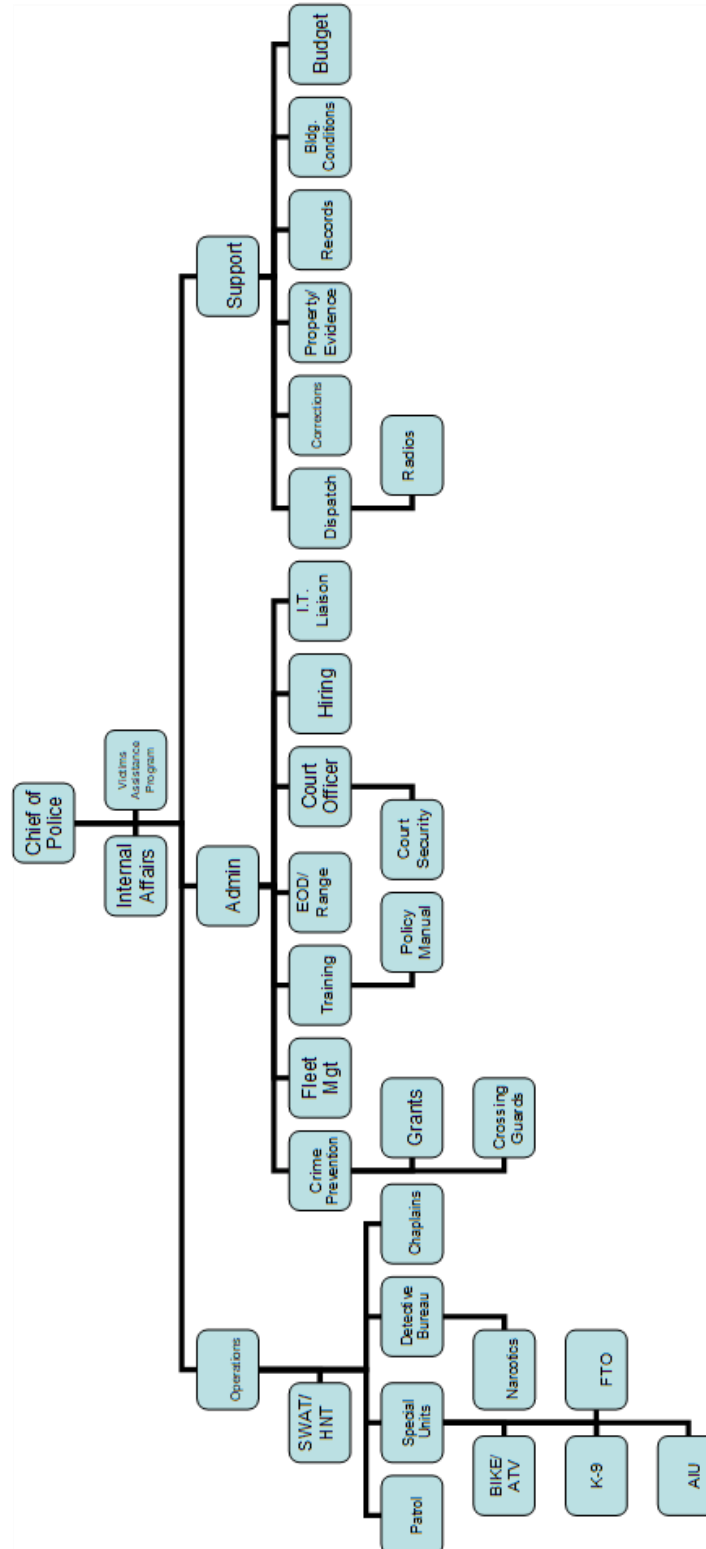 Chief of
Police
Internal
Affairs
Victims
Assistance
Program
Operations
Admin
Support
SWAT/
HNT
Patrol
Special
Units
Detective
Bureau
Chaplains
BIKE/
ATV
Narcotics
K-9
FTO
AIU
Crime
Prevention
Fleet
Mgt
Training
EOD/
Range
Court
Officer
Hiring
I.T.
Liaison
Grants
Crossing
Guards
Policy
Manual
Court
Security
Dispatch
Corrections
Property/
Evidence
Records
Bldg.
Conditions
Budget
Radios